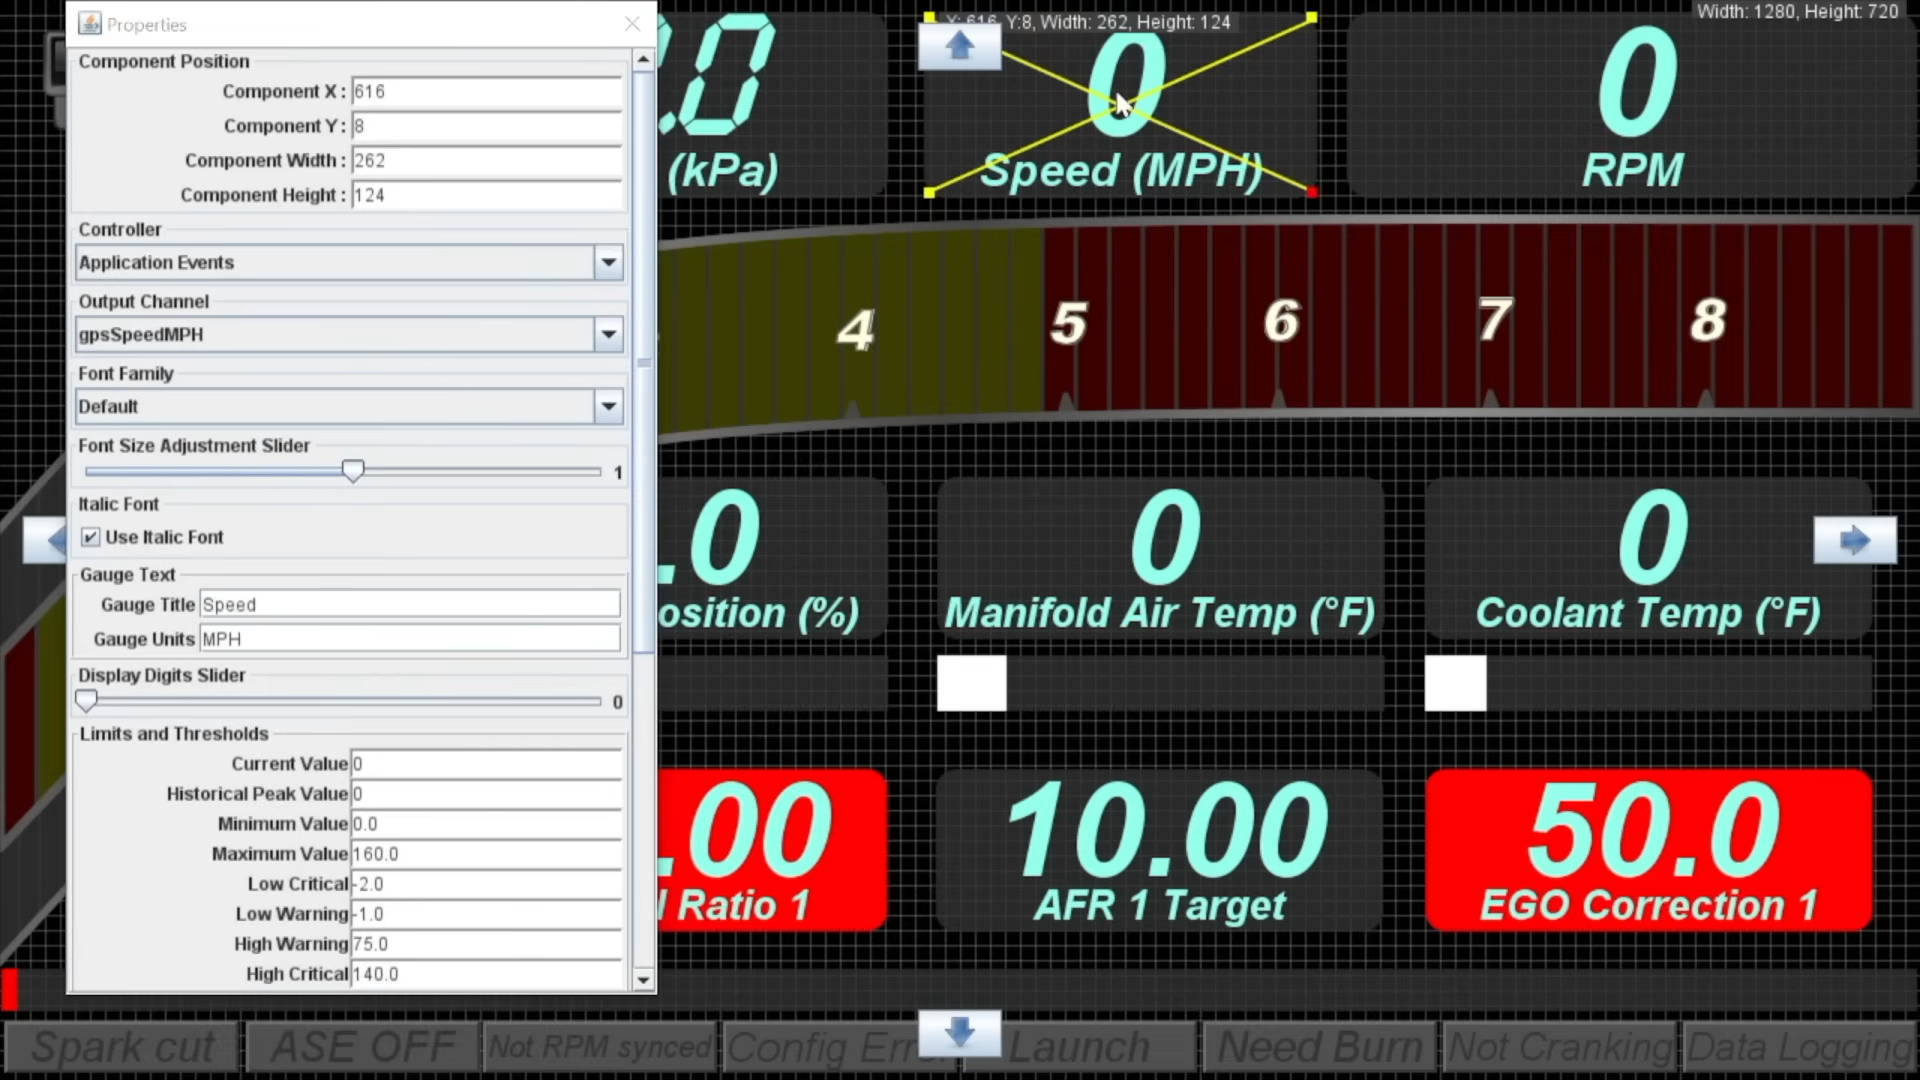 Properties
Component Position
Component X : 616
Component Y : 8
Component Width : 262
Component Height : 124
Controller
Application Events
Output Channel
gpsSpeedMPH
Font Family
Default
Font Size Adjustment Slider
1
Italic Font
Use Italic Font
Gauge Text
Gauge Title Speed
Gauge Units MPH
Display Digits Slider
0
Limits and Thresholds
Current Value 0
Historical Peak Value 0
Minimum Value 0.0
Maximum Value 160.0
Low Critical -2.0
Low Warning -1.0
High Warning 75.0
High Critical 140.0
X: 616, Y:8, Width: 262, Height: 124
Width: 1280, Height: 720
.0
(kPa)
0
Speed (MPH)
0
RPM
4 5 6 7 8
.0
osition (%)
0
Manifold Air Temp (°F)
0
Coolant Temp (°F)
.00
l Ratio 1
10.00
AFR 1 Target
50.0
EGO Correction 1
Spark cut
ASE OFF
Not RPM synced
Config Err
Launch
Need Burn
Not Cranking
Data Logging